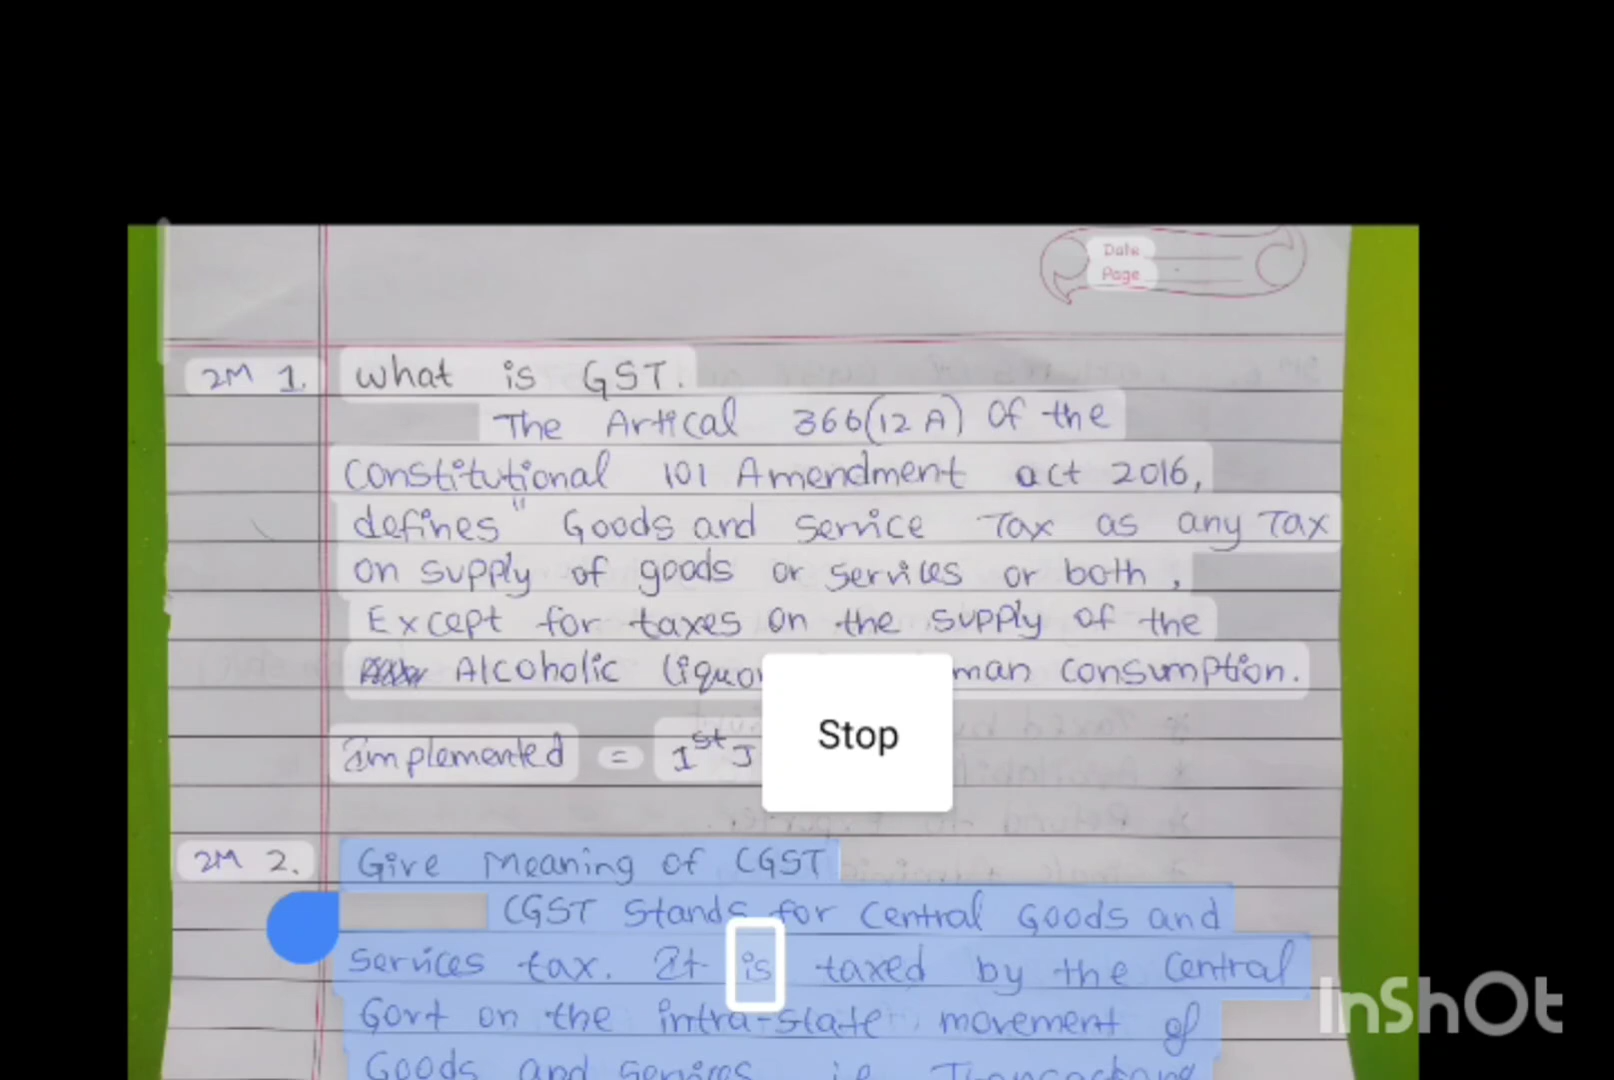 Date
Page
2M 1. What is GST.
The Artical 366(12 A) Of the
Constitutional 101 Amendment act 2016,
defines" Goods and service Tax as any Tax
on supply of goods or services or both,
Except for taxes on the supply of the
Alcoholic man consumption.
implemented = 1st J
Stop
2M 2. Give Meaning of CGST
CGST Stands for Central Goods and
Services tax. It is taxed by the Central
Govt on the intra-state movement of
Goods and Services i.e
InShOt